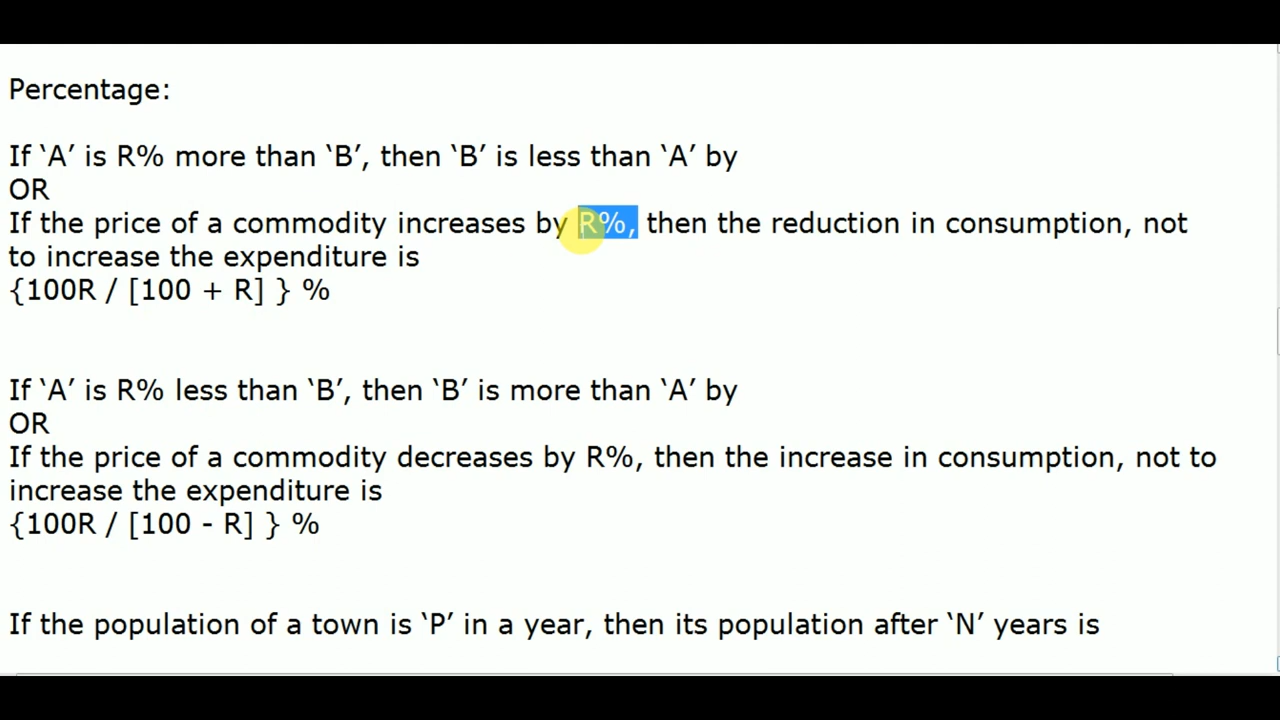 Percentage:
If ‘A’ is R% more than ‘B’, then ‘B’ is less than ‘A’ by
OR
If the price of a commodity increases by R%, then the reduction in consumption, not
to increase the expenditure is
{100R / [100 + R] } %
If ‘A’ is R% less than ‘B’, then ‘B’ is more than ‘A’ by
OR
If the price of a commodity decreases by R%, then the increase in consumption, not to
increase the expenditure is
{100R / [100 - R] } %
If the population of a town is ‘P’ in a year, then its population after ‘N’ years is